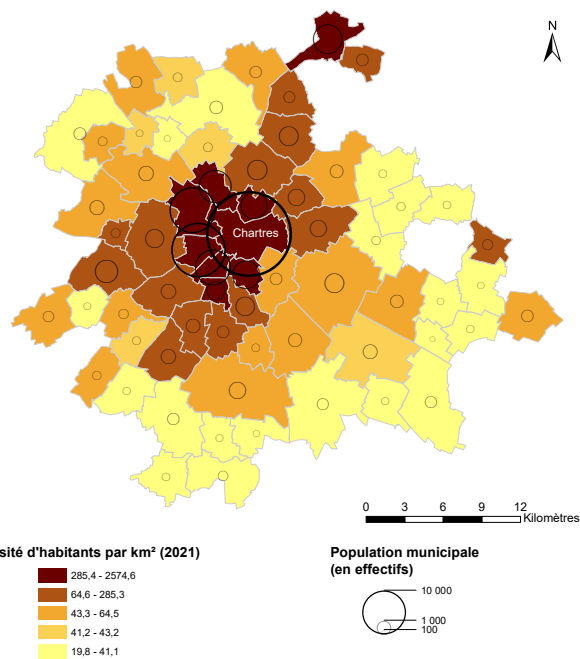 N
Chartres
0 3 6 9 12
Kilomètres
sité d'habitants par km² (2021)
285,4 - 2574,6
64,6 - 285,3
43,3 - 64,5
41,2 - 43,2
19,8 - 41,1
Population municipale
(en effectifs)
10 000
1 000
100